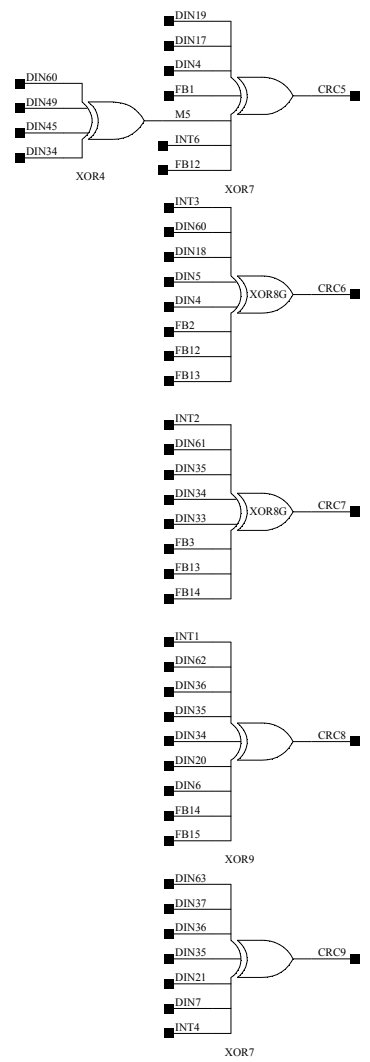 DIN60
DIN49
DIN45
DIN34
XOR4
DIN19
DIN17
DIN4
FB1
M5
INT6
FB12
CRC5
XOR7
INT3
DIN60
DIN18
DIN5
DIN4
FB2
FB12
FB13
XOR8G
CRC6
INT2
DIN61
DIN35
DIN34
DIN33
FB3
FB13
FB14
XOR8G
CRC7
INT1
DIN62
DIN36
DIN35
DIN34
DIN20
DIN6
FB14
FB15
CRC8
XOR9
DIN63
DIN37
DIN36
DIN35
DIN21
DIN7
INT4
CRC9
XOR7